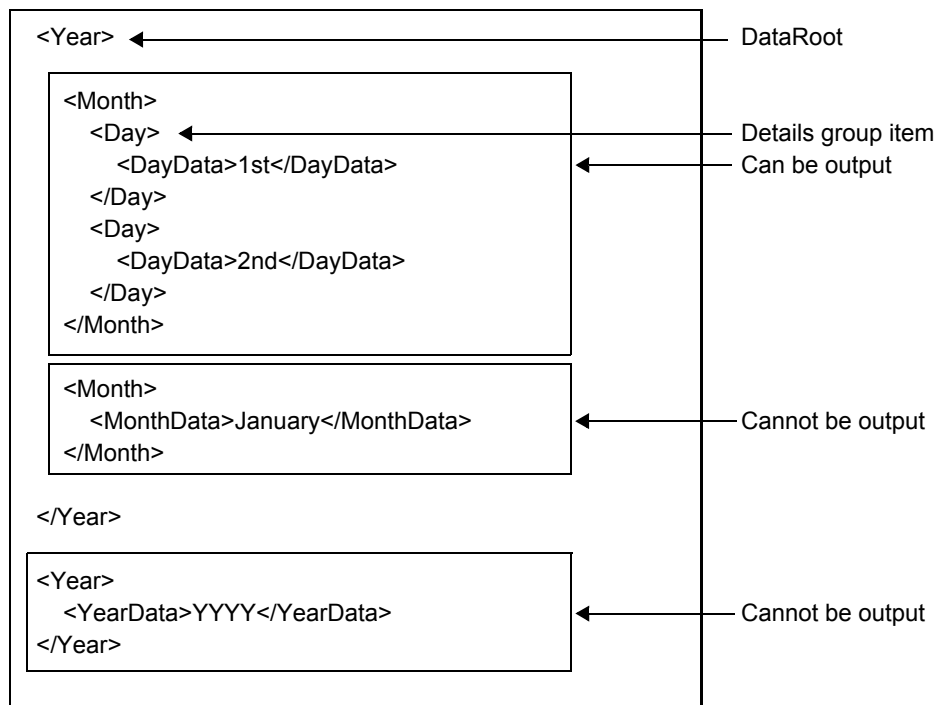 <Year> DataRoot
<Month>
<Day> Details group item
<DayData>1st</DayData> Can be output
</Day>
<Day>
<DayData>2nd</DayData>
</Day>
</Month>
<Month>
<MonthData>January</MonthData> Cannot be output
</Month>
</Year>
<Year>
<YearData>YYYY</YearData> Cannot be output
</Year>